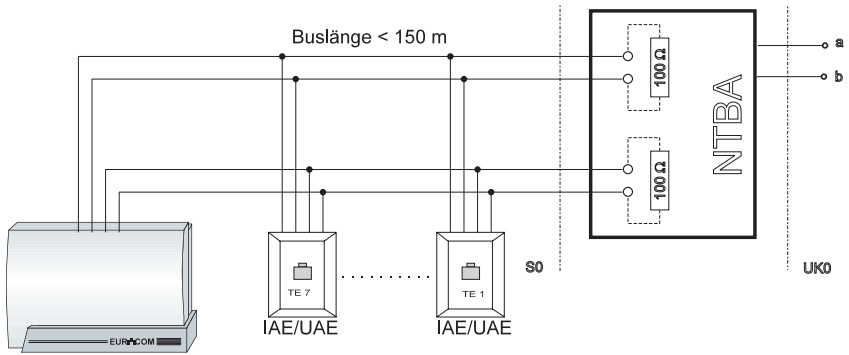 Buslänge < 150 m
a
100 Ω
b
NTBA
100 Ω
S0
UK0
TE 7
TE 1
IAE/UAE
IAE/UAE
EURACOM